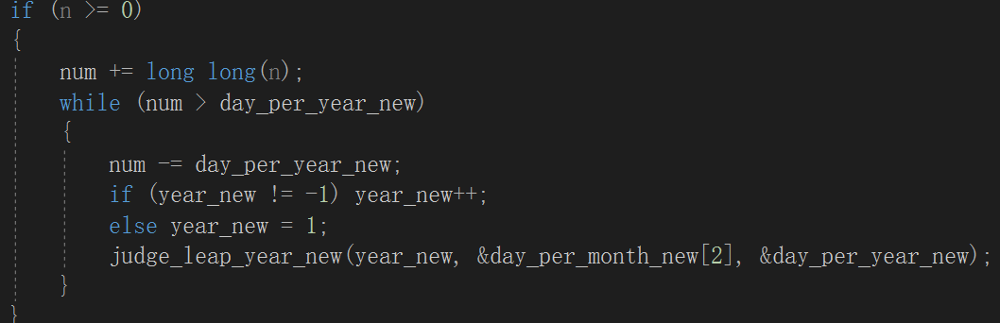 if (n >= 0)
{
num += long long(n);
while (num > day_per_year_new)
{
num -= day_per_year_new;
if (year_new != -1) year_new++;
else year_new = 1;
judge_leap_year_new(year_new, &day_per_month_new[2], &day_per_year_new);
}
}